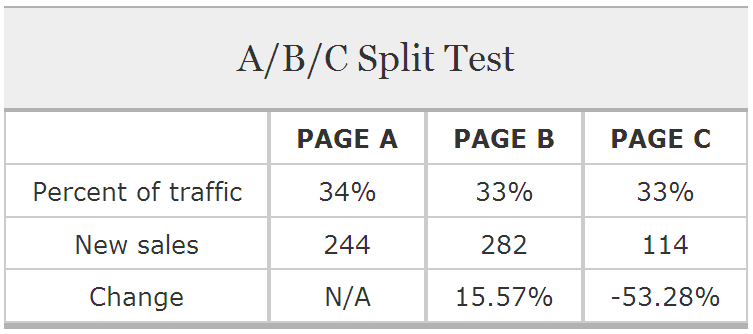 A/B/C Split Test
PAGE A PAGE B PAGE C
Percent of traffic 34% 33% 33%
New sales 244 282 114
Change N/A 15.57% -53.28%